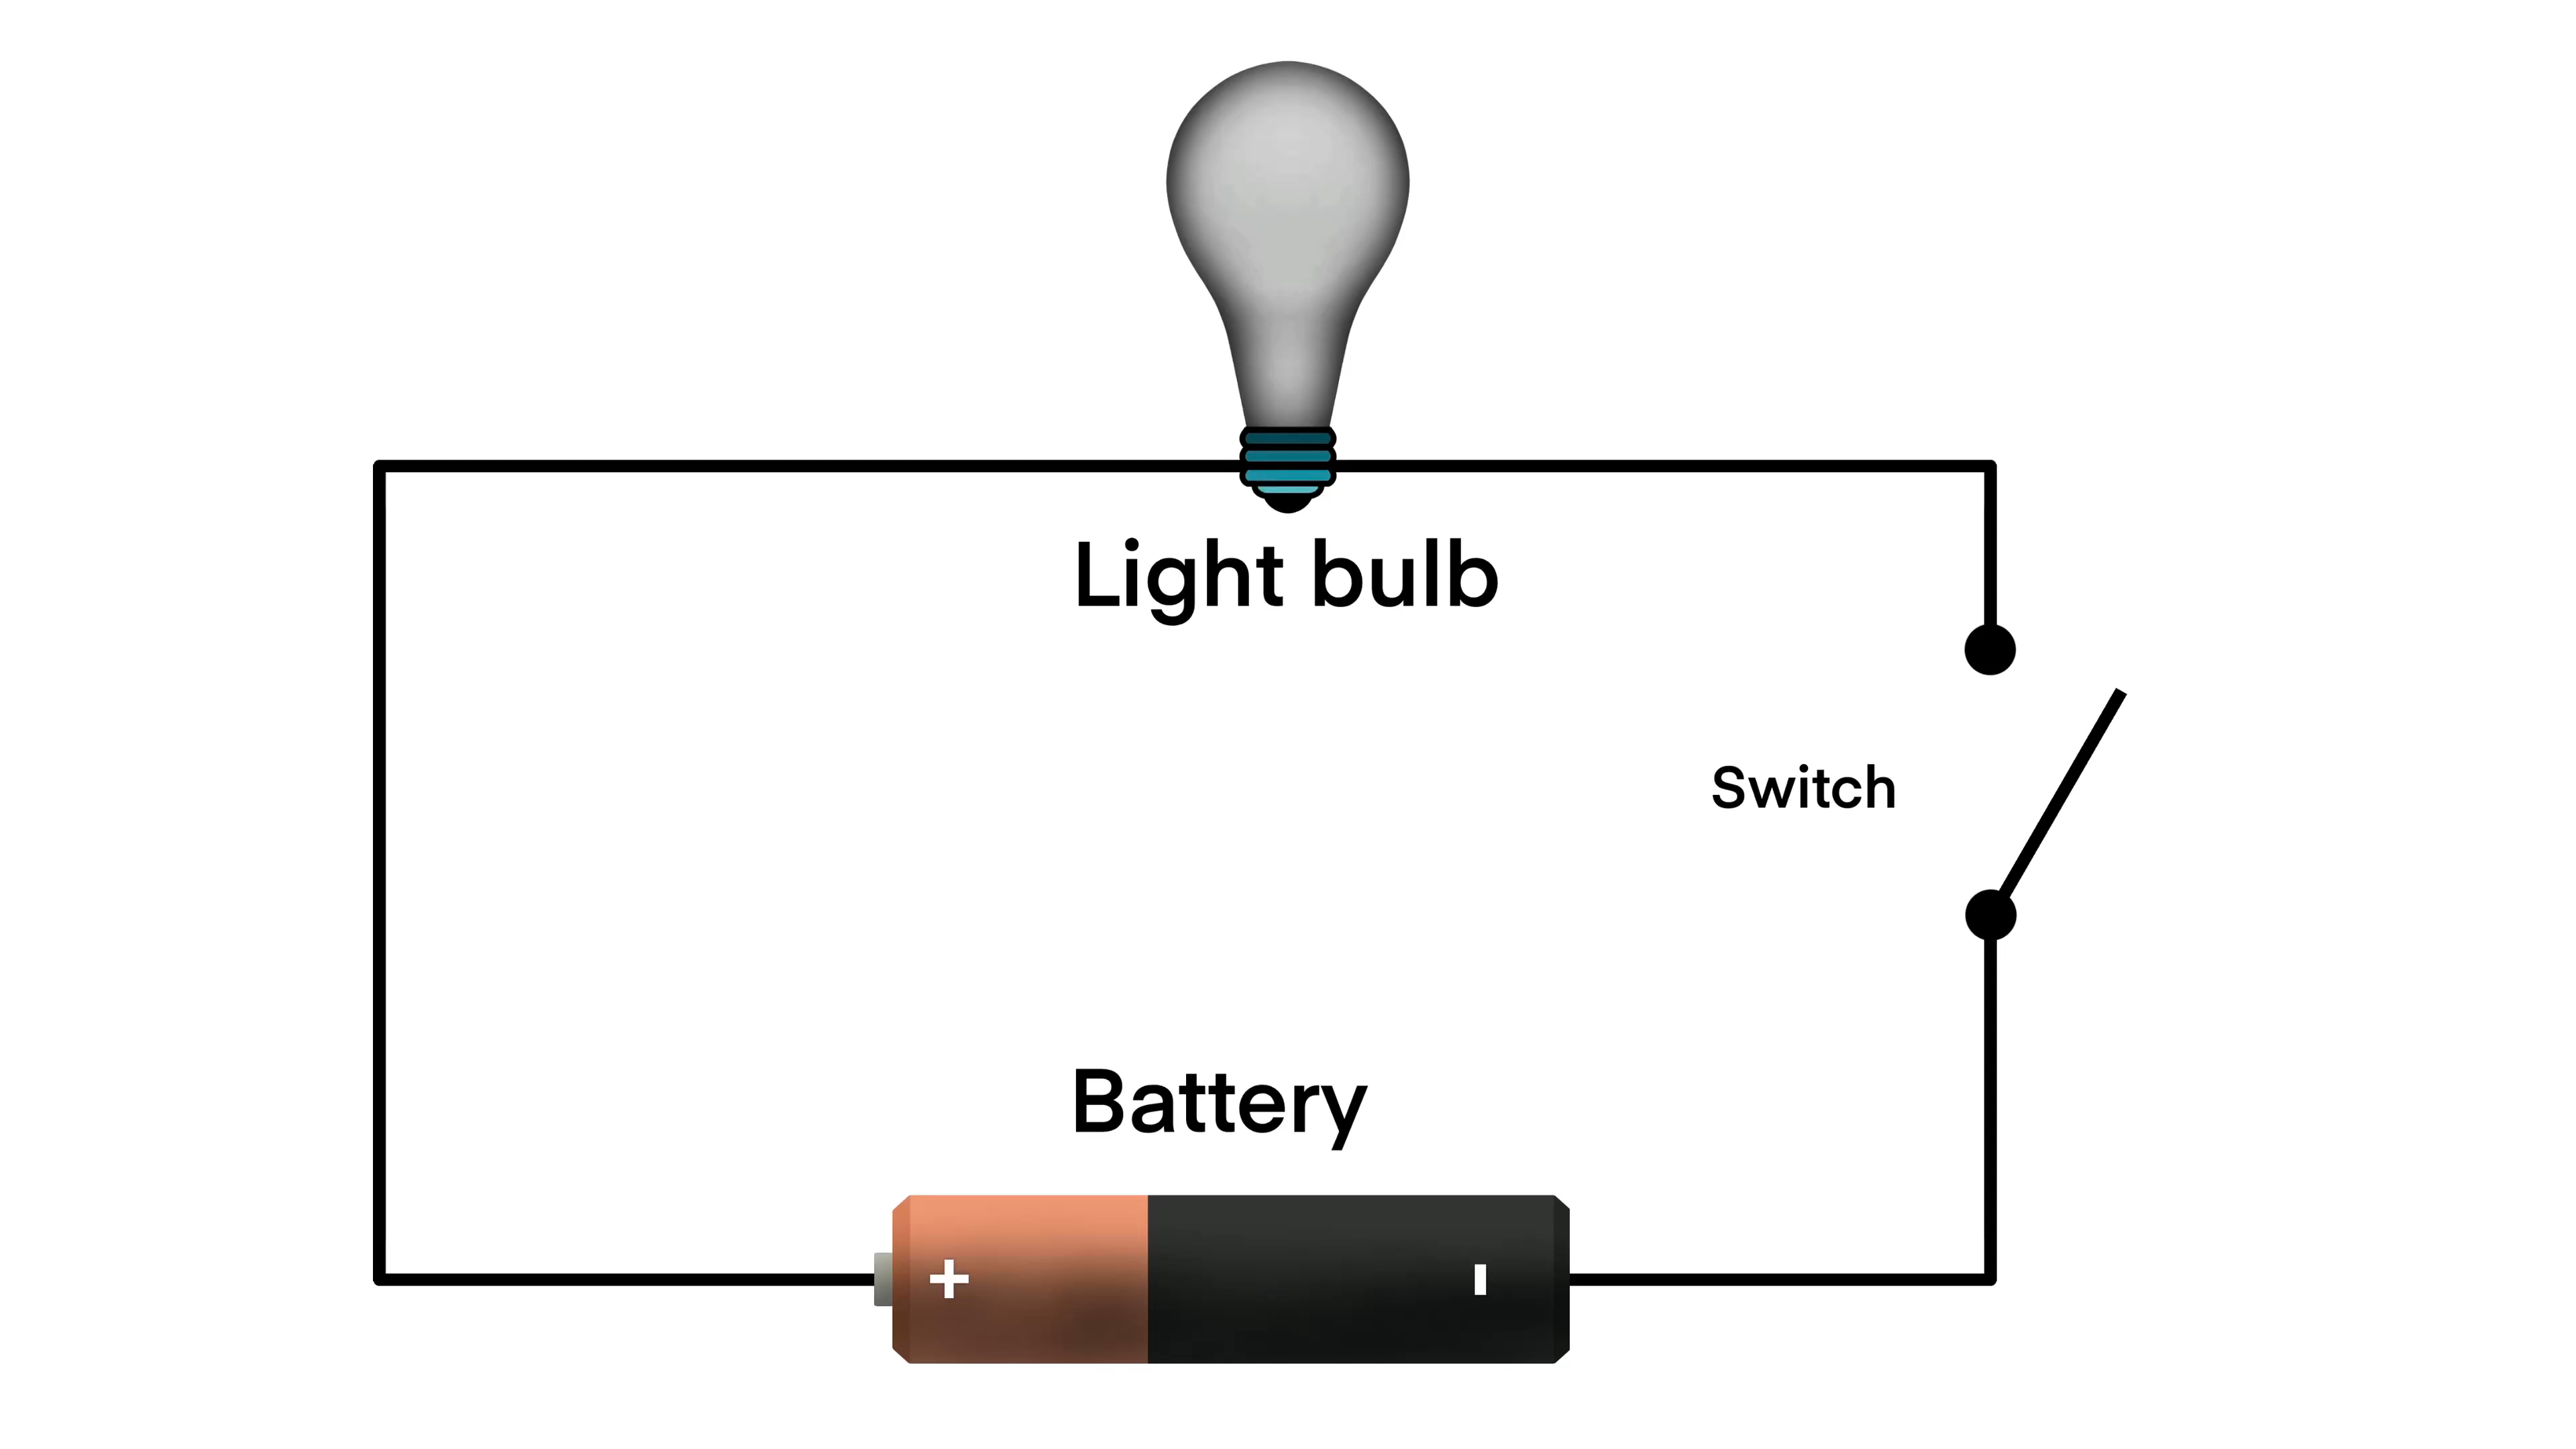 Light bulb
Switch
Battery
+ -